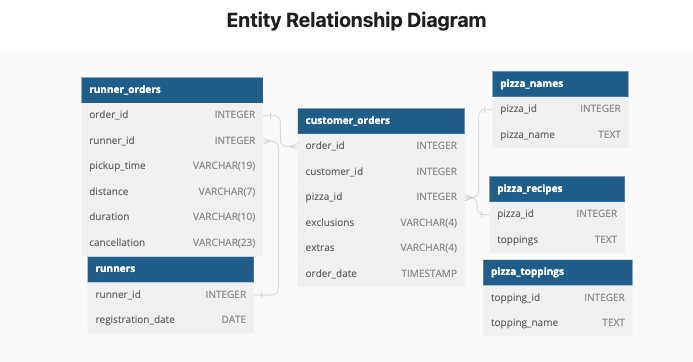 Entity Relationship Diagram
runner_orders
order_id INTEGER
runner_id INTEGER
pickup_time VARCHAR(19)
distance VARCHAR(7)
duration VARCHAR(10)
cancellation VARCHAR(23)
runners
runner_id INTEGER
registration_date DATE
customer_orders
order_id INTEGER
customer_id INTEGER
pizza_id INTEGER
exclusions VARCHAR(4)
extras VARCHAR(4)
order_date TIMESTAMP
pizza_names
pizza_id INTEGER
pizza_name TEXT
pizza_recipes
pizza_id INTEGER
toppings TEXT
pizza_toppings
topping_id INTEGER
topping_name TEXT